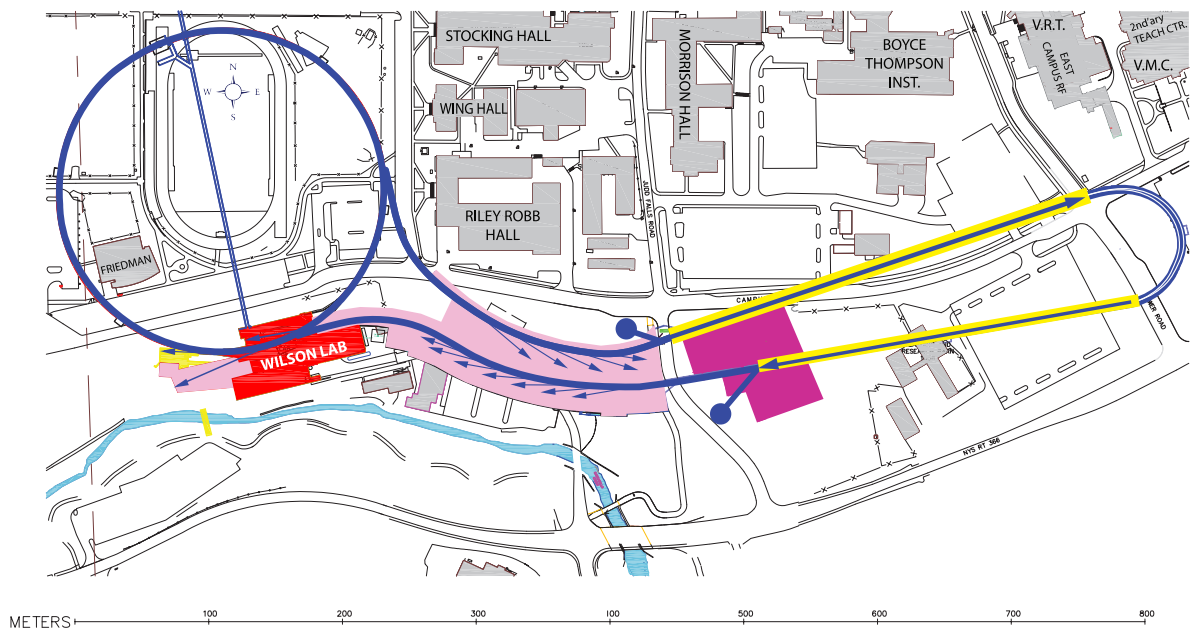 STOCKING HALL
MORRISON HALL
BOYCE
THOMPSON
INST.
V.R.T.
EAST
CAMPUS RF
2nd'ary
TEACH CTR.
V.M.C.
N
W E
S
WING HALL
JUDD FALLS ROAD
RILEY ROBB
HALL
FRIEDMAN
WILSON LAB
NYS RT 366
METERS
100 200 300 100 500 600 700 800